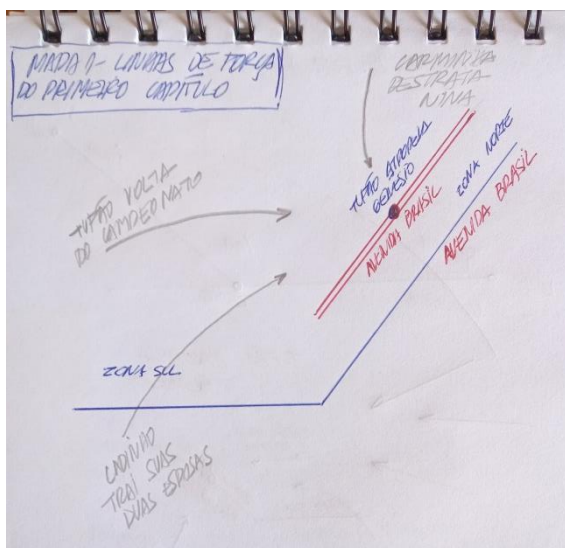 MAPA 1- LINHAS DE FORÇA
DO PRIMEIRO CAPÍTULO
CARMINHA
DESTRATA
NINA
TUFÃO VOLTA
DO CAMPEONATO
TUFÃO ATROPELA
GENÉSIO
AVENIDA BRASIL
ZONA NORTE
AVENIDA BRASIL
ZONA SUL
CADINHO
TRAI SUAS
DUAS ESPOSAS